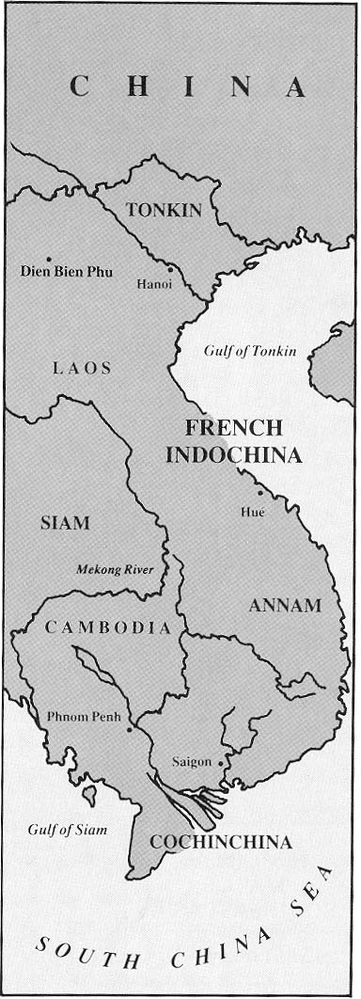 CHINA
TONKIN
Dien Bien Phu
Hanoi
Gulf of Tonkin
LAOS
FRENCH
INDOCHINA
Hué
SIAM
Mekong River
ANNAM
CAMBODIA
Phnom Penh
Saigon
Gulf of Siam
COCHINCHINA
SOUTH CHINA SEA